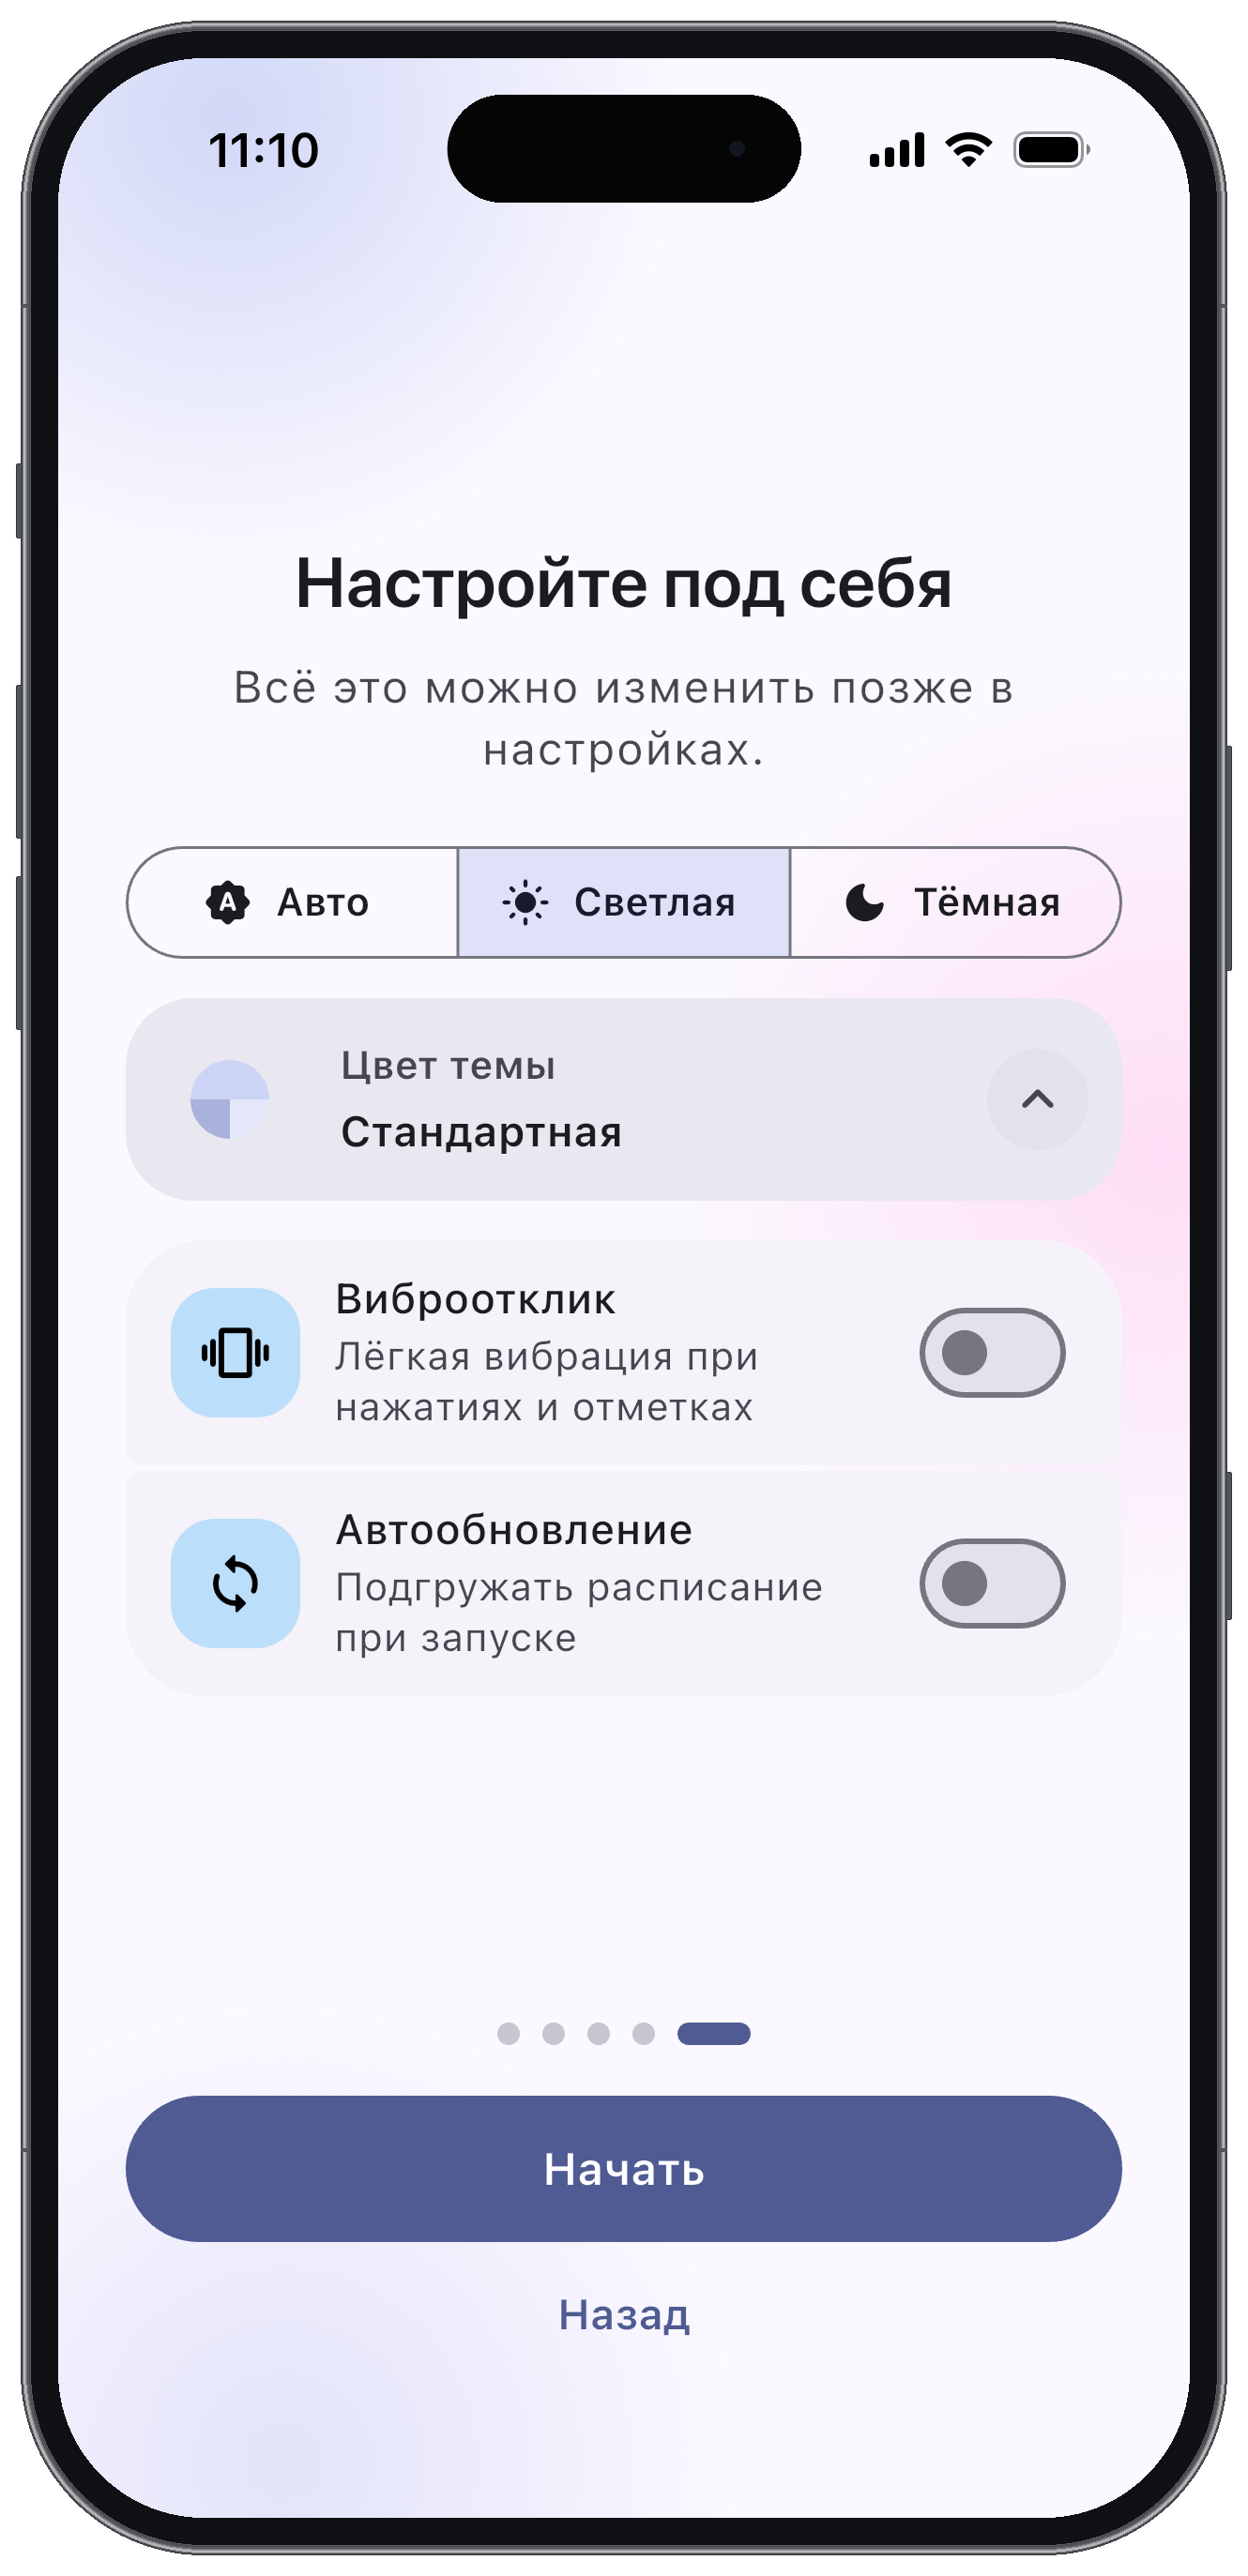 11:10
Настройте под себя
Всё это можно изменить позже в
настройках.
Авто
Светлая
Тёмная
Цвет темы
Стандартная
Виброотклик
Лёгкая вибрация при
нажатиях и отметках
Автообновление
Подгружать расписание
при запуске
Начать
Назад